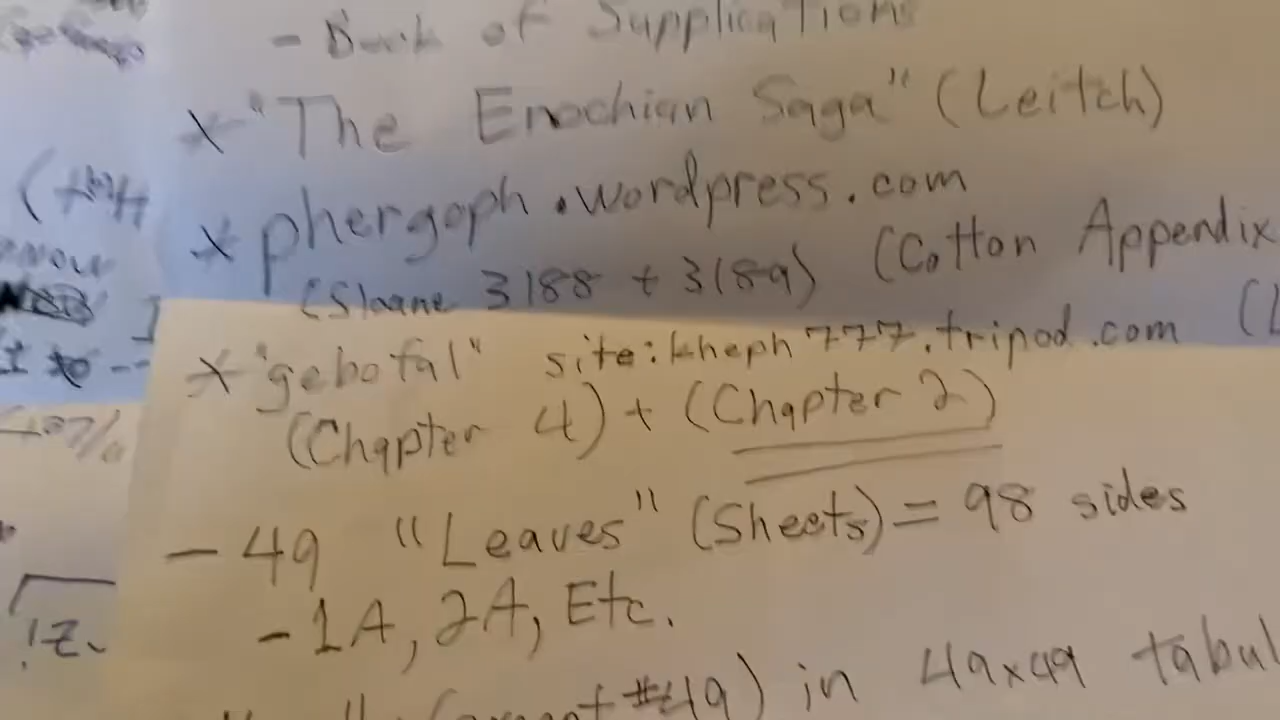 - Book of Supplications
* "The Enochian Saga" (Leitch)
* phergoph.wordpress.com
(Sloane 3188 + 3189) (Cotton Appendix
* "gebofal" site:kheph777.tripod.com (L
(Chapter 4) + (Chapter 2)
- 49 "Leaves" (Sheets) = 98 sides
- 1A, 2A, Etc.
#49) in 49x49 tabul